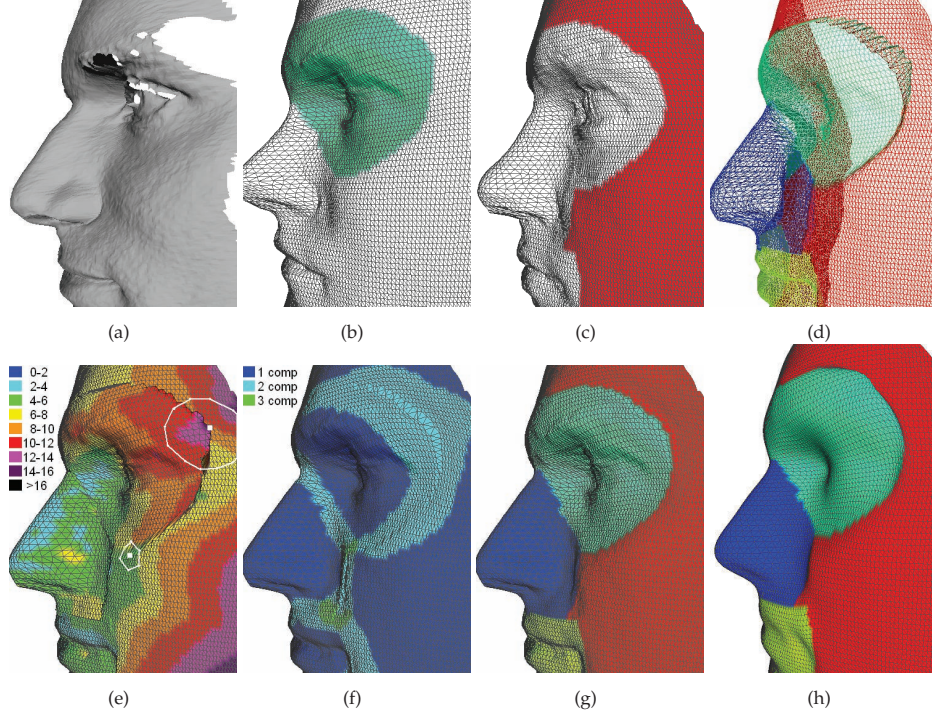 (a)
(b)
(c)
(d)
0-2
2-4
4-6
6-8
8-10
10-12
12-14
14-16
>16
1 comp
2 comp
3 comp
(e)
(f)
(g)
(h)